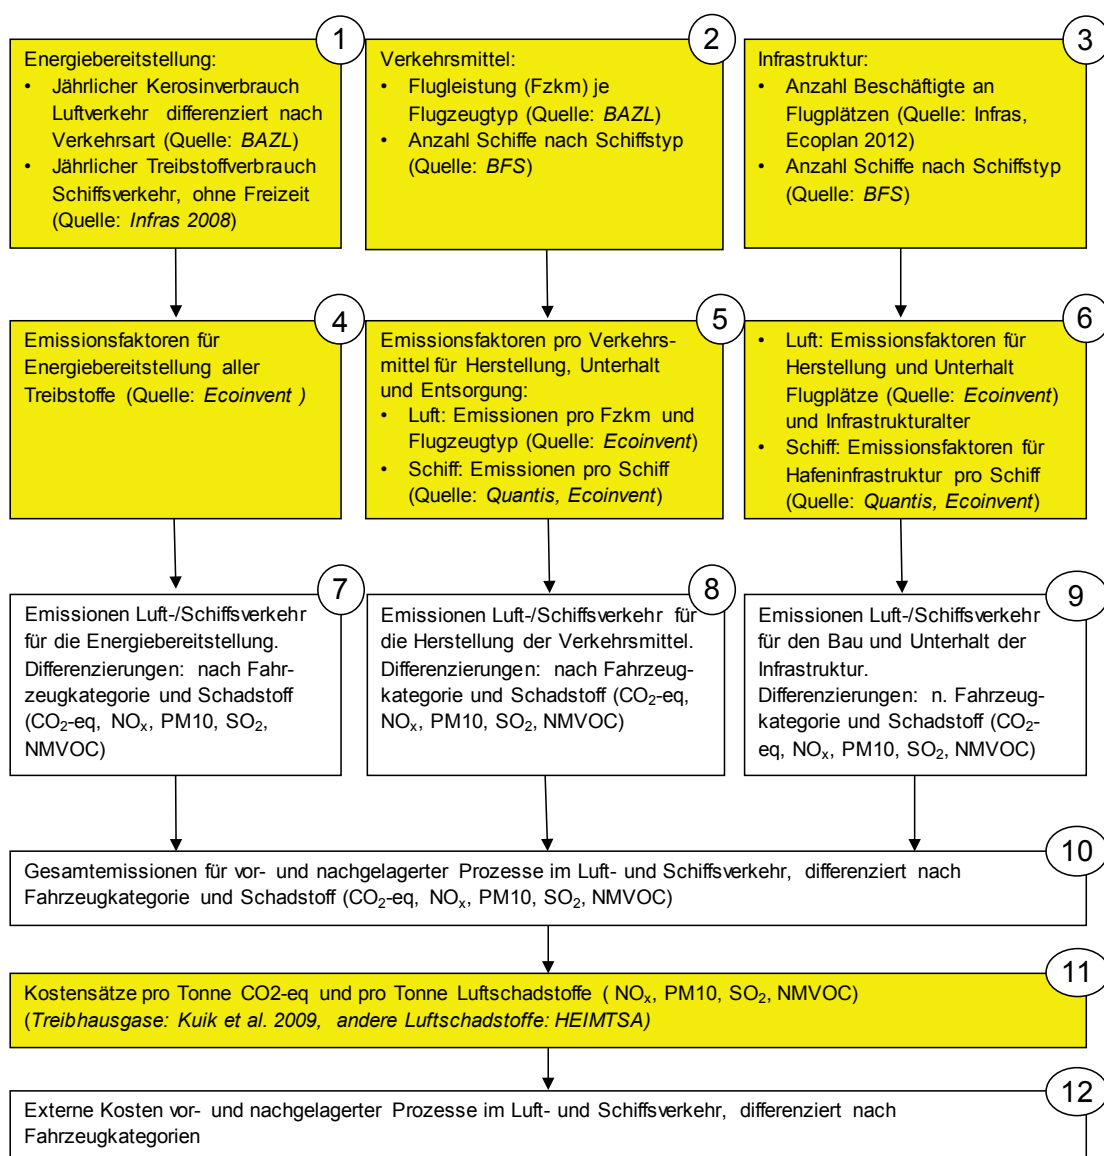 1
Energiebereitstellung:
• Jährlicher Kerosinverbrauch
Luftverkehr differenziert nach
Verkehrsart (Quelle: BAZL)
• Jährlicher Treibstoffverbrauch
Schiffsverkehr, ohne Freizeit
(Quelle: Infras 2008)
2
Verkehrsmittel:
• Flugleistung (Fzkm) je
Flugzeugtyp (Quelle: BAZL)
• Anzahl Schiffe nach Schiffstyp
(Quelle: BFS)
3
Infrastruktur:
• Anzahl Beschäftigte an
Flugplätzen (Quelle: Infras,
Ecoplan 2012)
• Anzahl Schiffe nach Schiffstyp
(Quelle: BFS)
4
Emissionsfaktoren für
Energiebereitstellung aller
Treibstoffe (Quelle: Ecoinvent )
5
Emissionsfaktoren pro Verkehrs-
mittel für Herstellung, Unterhalt
und Entsorgung:
• Luft: Emissionen pro Fzkm und
Flugzeugtyp (Quelle: Ecoinvent)
• Schiff: Emissionen pro Schiff
(Quelle: Quantis, Ecoinvent)
6
• Luft: Emissionsfaktoren für
Herstellung und Unterhalt
Flugplätze (Quelle: Ecoinvent)
und Infrastrukturalter
• Schiff: Emissionsfaktoren für
Hafeninfrastruktur pro Schiff
(Quelle: Quantis, Ecoinvent)
7
Emissionen Luft-/Schiffsverkehr
für die Energiebereitstellung.
Differenzierungen: nach Fahr-
zeugkategorie und Schadstoff
(CO₂-eq, NOₓ, PM10, SO₂,
NMVOC)
8
Emissionen Luft-/Schiffsverkehr für
die Herstellung der Verkehrsmittel.
Differenzierungen: nach Fahrzeug-
kategorie und Schadstoff (CO₂-eq,
NOₓ, PM10, SO₂, NMVOC)
9
Emissionen Luft-/Schiffsverkehr
für den Bau und Unterhalt der
Infrastruktur.
Differenzierungen: n. Fahrzeug-
kategorie und Schadstoff (CO₂-
eq, NOₓ, PM10, SO₂, NMVOC)
10
Gesamtemissionen für vor- und nachgelagerter Prozesse im Luft- und Schiffsverkehr, differenziert nach
Fahrzeugkategorie und Schadstoff (CO₂-eq, NOₓ, PM10, SO₂, NMVOC)
11
Kostensätze pro Tonne CO2-eq und pro Tonne Luftschadstoffe ( NOₓ, PM10, SO₂, NMVOC)
(Treibhausgase: Kuik et al. 2009, andere Luftschadstoffe: HEIMTSA)
12
Externe Kosten vor- und nachgelagerter Prozesse im Luft- und Schiffsverkehr, differenziert nach
Fahrzeugkategorien